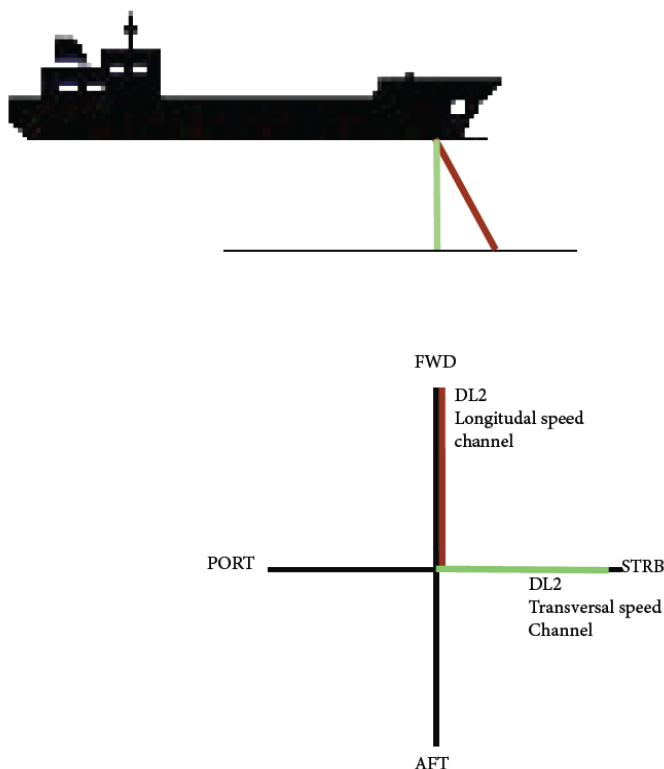 FWD
DL2
Longitudal speed
channel
PORT
STRB
DL2
Transversal speed
Channel
AFT